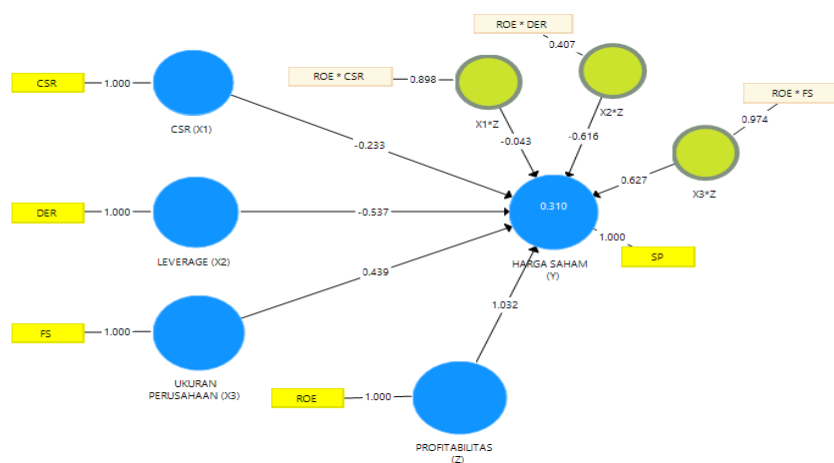 ROE * DER
0.407
ROE * CSR
0.898
X1*Z
X2*Z
ROE * FS
0.974
X3*Z
CSR
1.000
CSR (X1)
-0.233
-0.043
-0.616
0.627
DER
1.000
LEVERAGE (X2)
-0.537
0.310
HARGA SAHAM
(Y)
1.000
SP
0.439
FS
1.000
UKURAN
PERUSAHAAN (X3)
1.032
ROE
1.000
PROFITABILITAS
(Z)